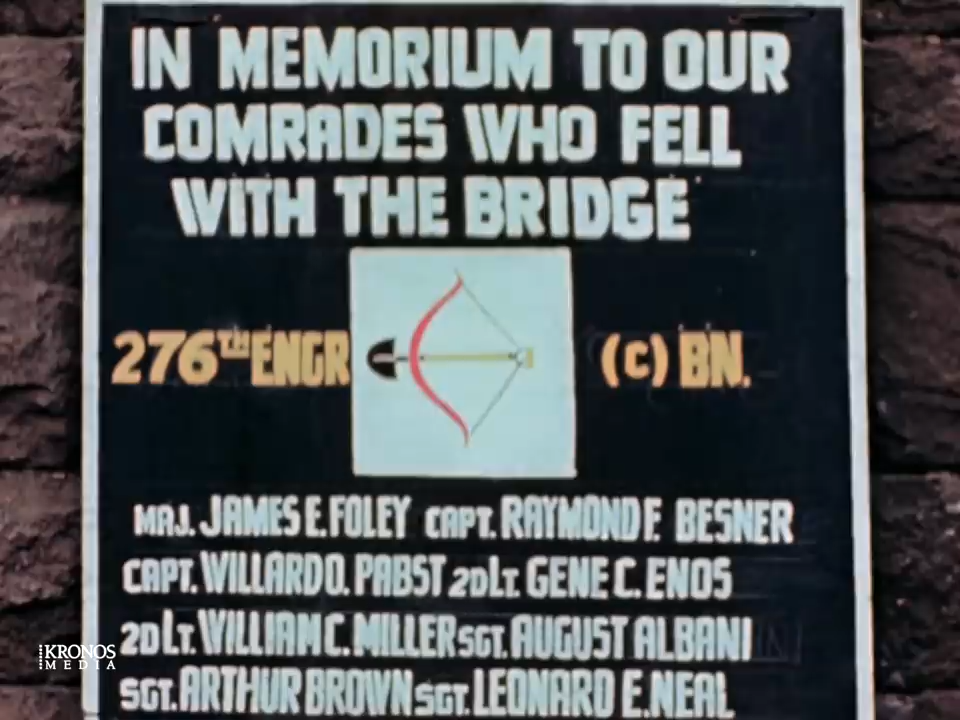 IN MEMORIUM TO OUR
COMRADES WHO FELL
WITH THE BRIDGE
276TH ENGR (C) BN.
MAJ. JAMES E. FOLEY CAPT. RAYMOND F. BESNER
CAPT. WILLARD O. PABST 2D LT. GENE C. ENOS
2D LT. WILLIAM C. MILLER SGT. AUGUST ALBANI
SGT. ARTHUR BROWN SGT. LEONARD E. NEAL
KRONOS
MEDIA